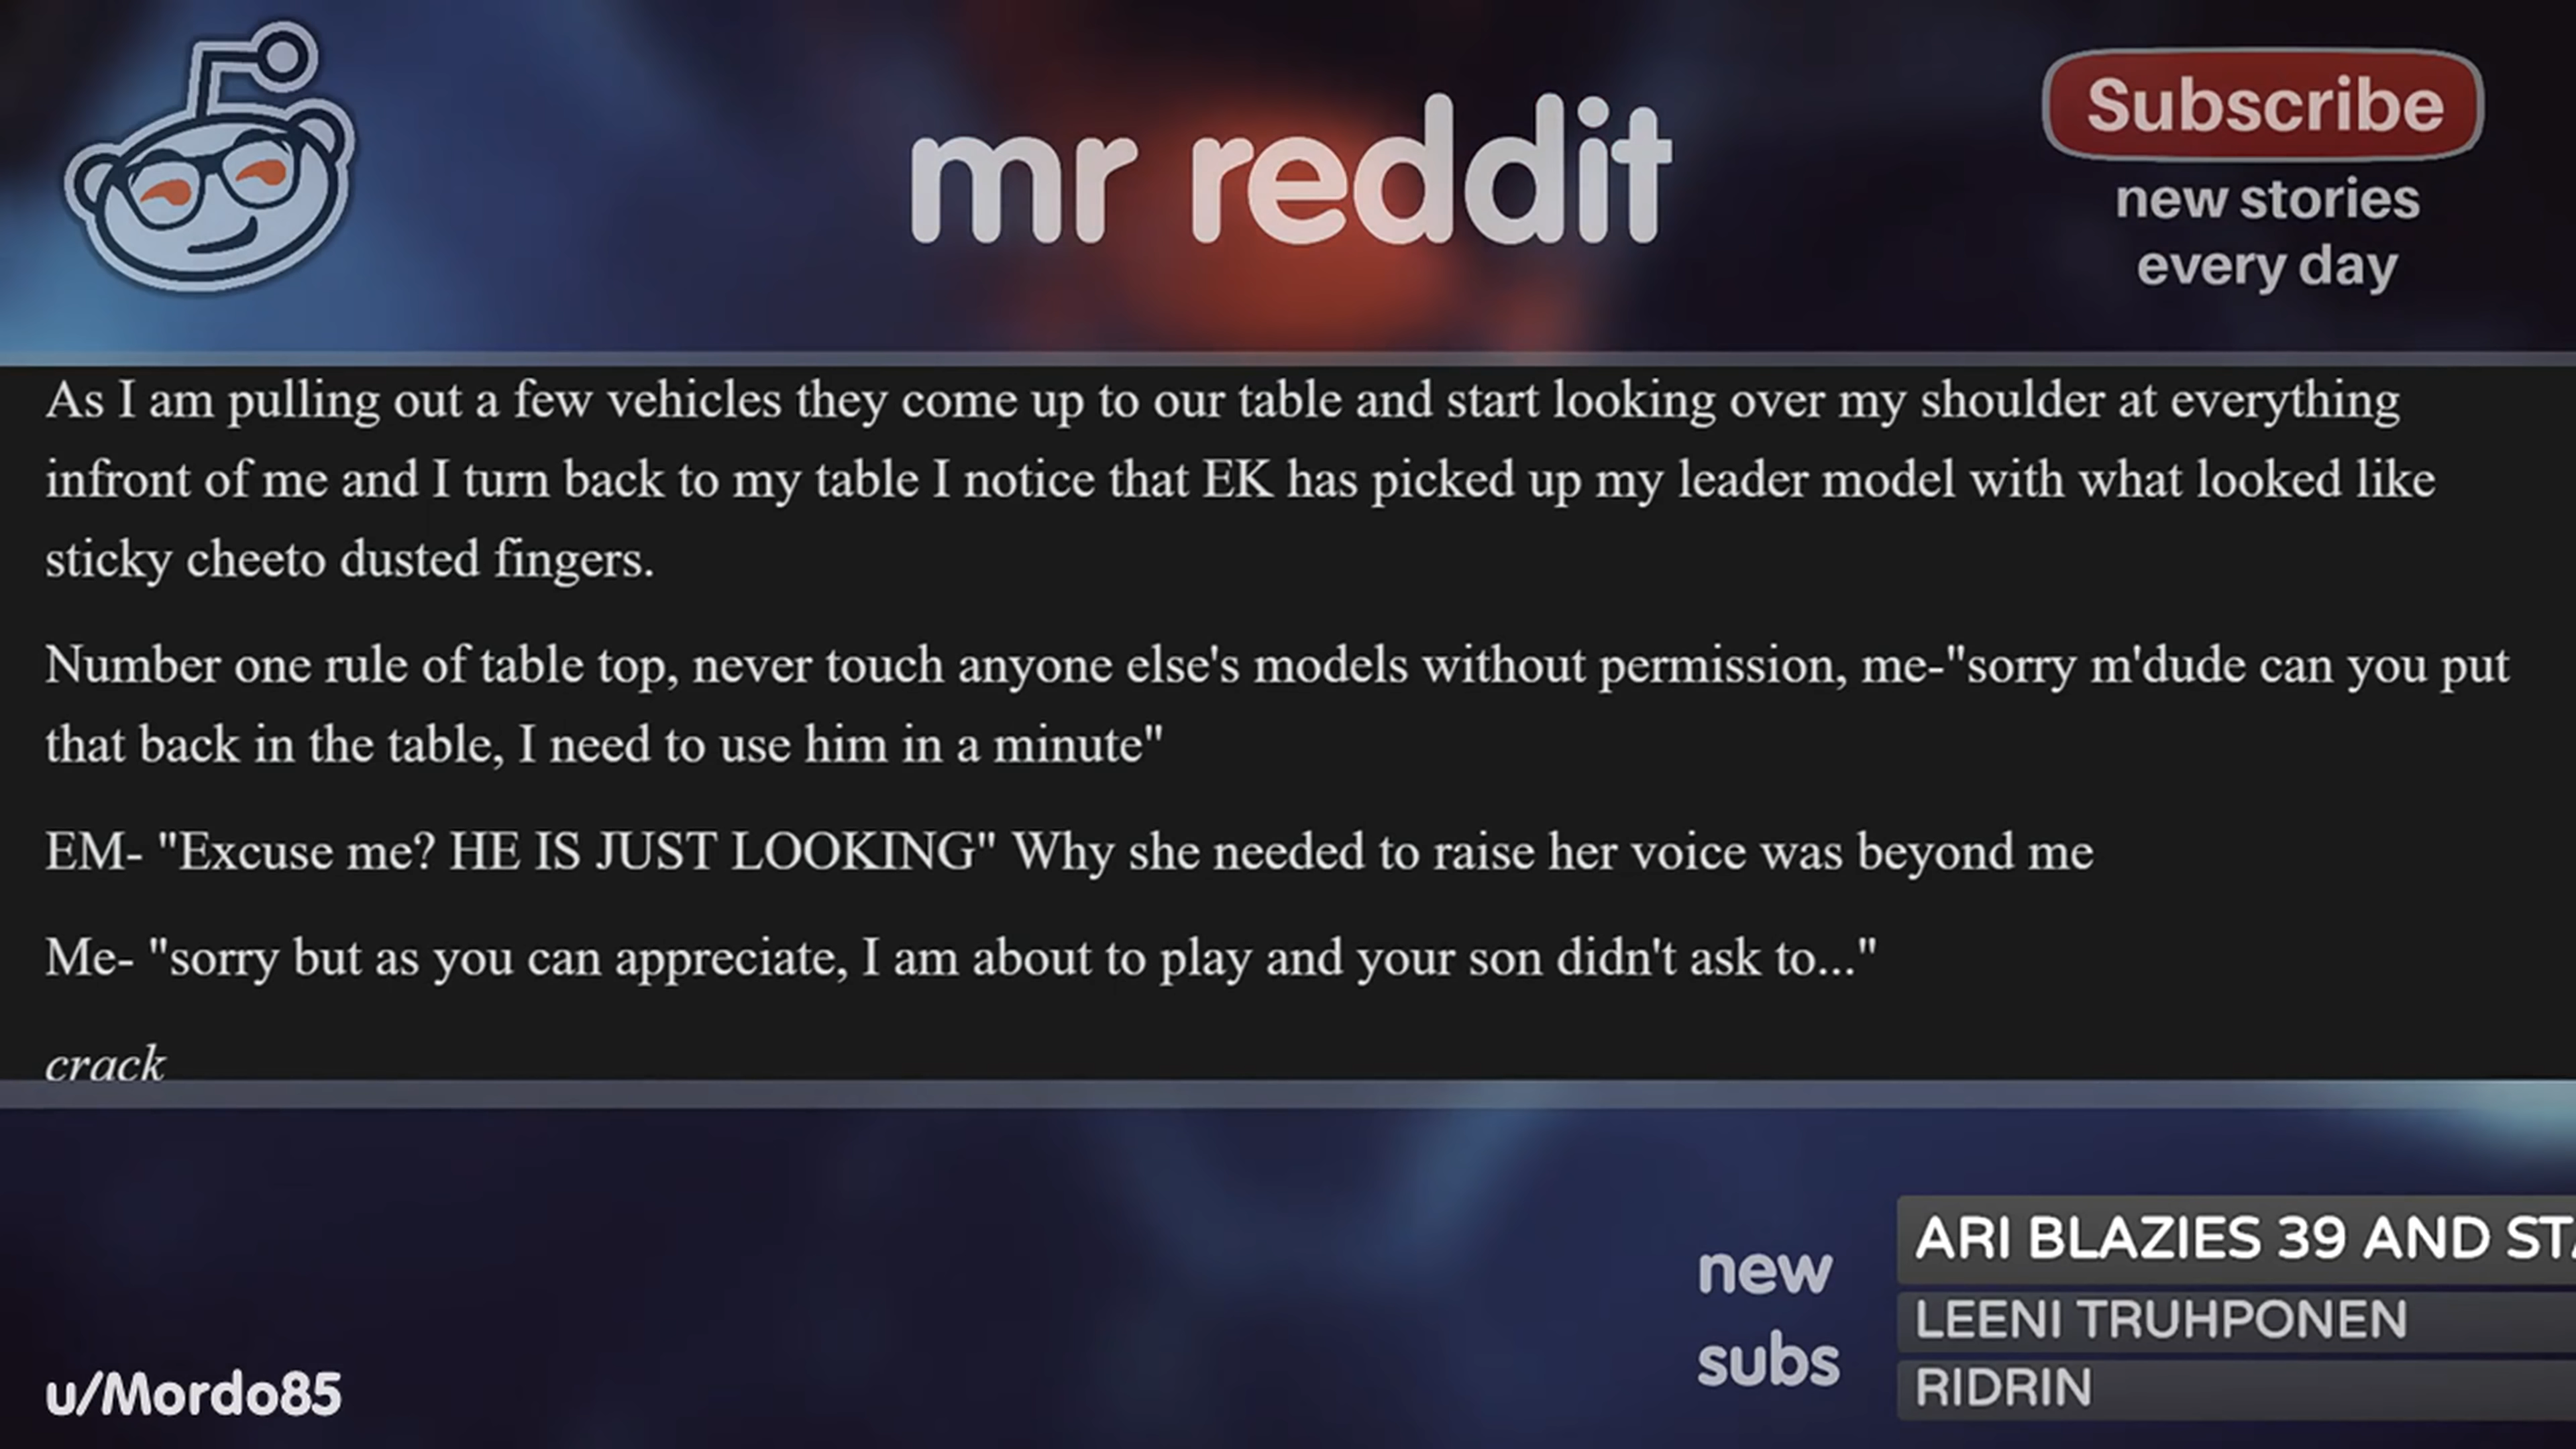 mr reddit
Subscribe
new stories
every day
As I am pulling out a few vehicles they come up to our table and start looking over my shoulder at everything
infront of me and I turn back to my table I notice that EK has picked up my leader model with what looked like
sticky cheeto dusted fingers.
Number one rule of table top, never touch anyone else's models without permission, me-"sorry m'dude can you put
that back in the table, I need to use him in a minute"
EM- "Excuse me? HE IS JUST LOOKING" Why she needed to raise her voice was beyond me
Me- "sorry but as you can appreciate, I am about to play and your son didn't ask to..."
crack
new
subs
ARI BLAZIES 39 AND STA
LEENI TRUHPONEN
RIDRIN
u/Mordo85